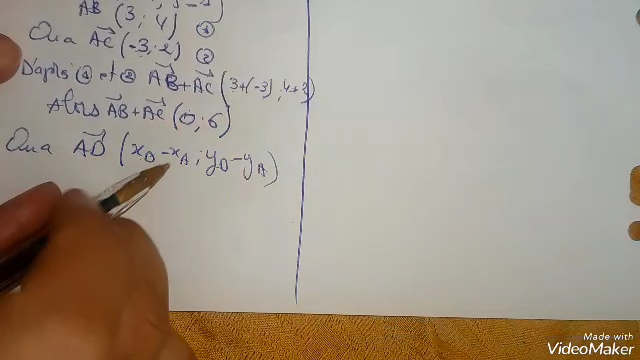 AB (3, 4) ①
On a AC (-3; 2) ②
D'après ① et ② AB+AC (3+(-3); 4+2)
Alors AB+AC (0; 6)
On a AD (xD-xA; yD-yA)
Made with
VideoMaker